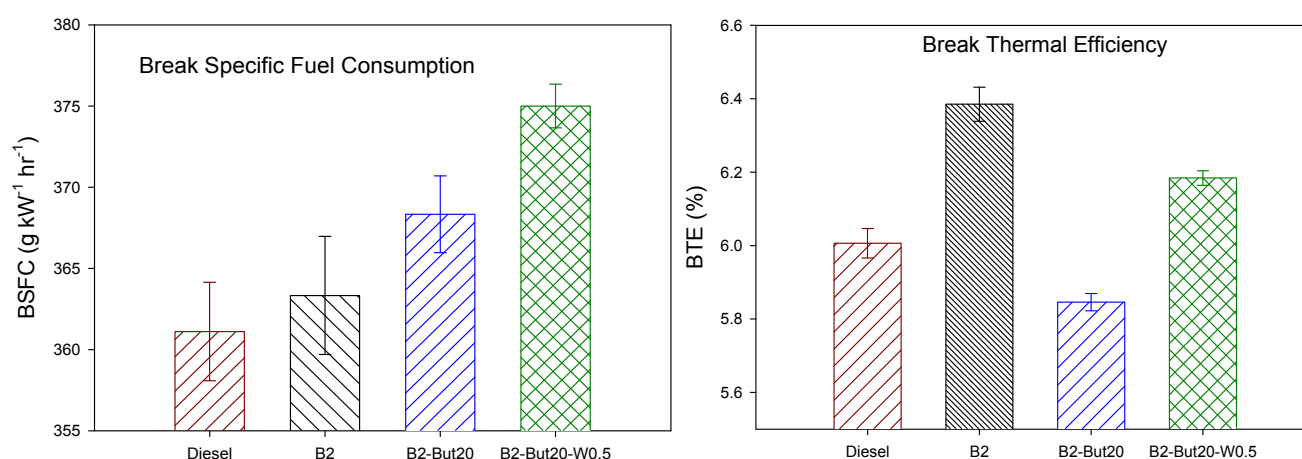 Break Specific Fuel Consumption
BSFC (g kW⁻¹ hr⁻¹)
380
375
370
365
360
355
Diesel
B2
B2-But20
B2-But20-W0.5
Break Thermal Efficiency
BTE (%)
6.6
6.4
6.2
6.0
5.8
5.6
Diesel
B2
B2-But20
B2-But20-W0.5